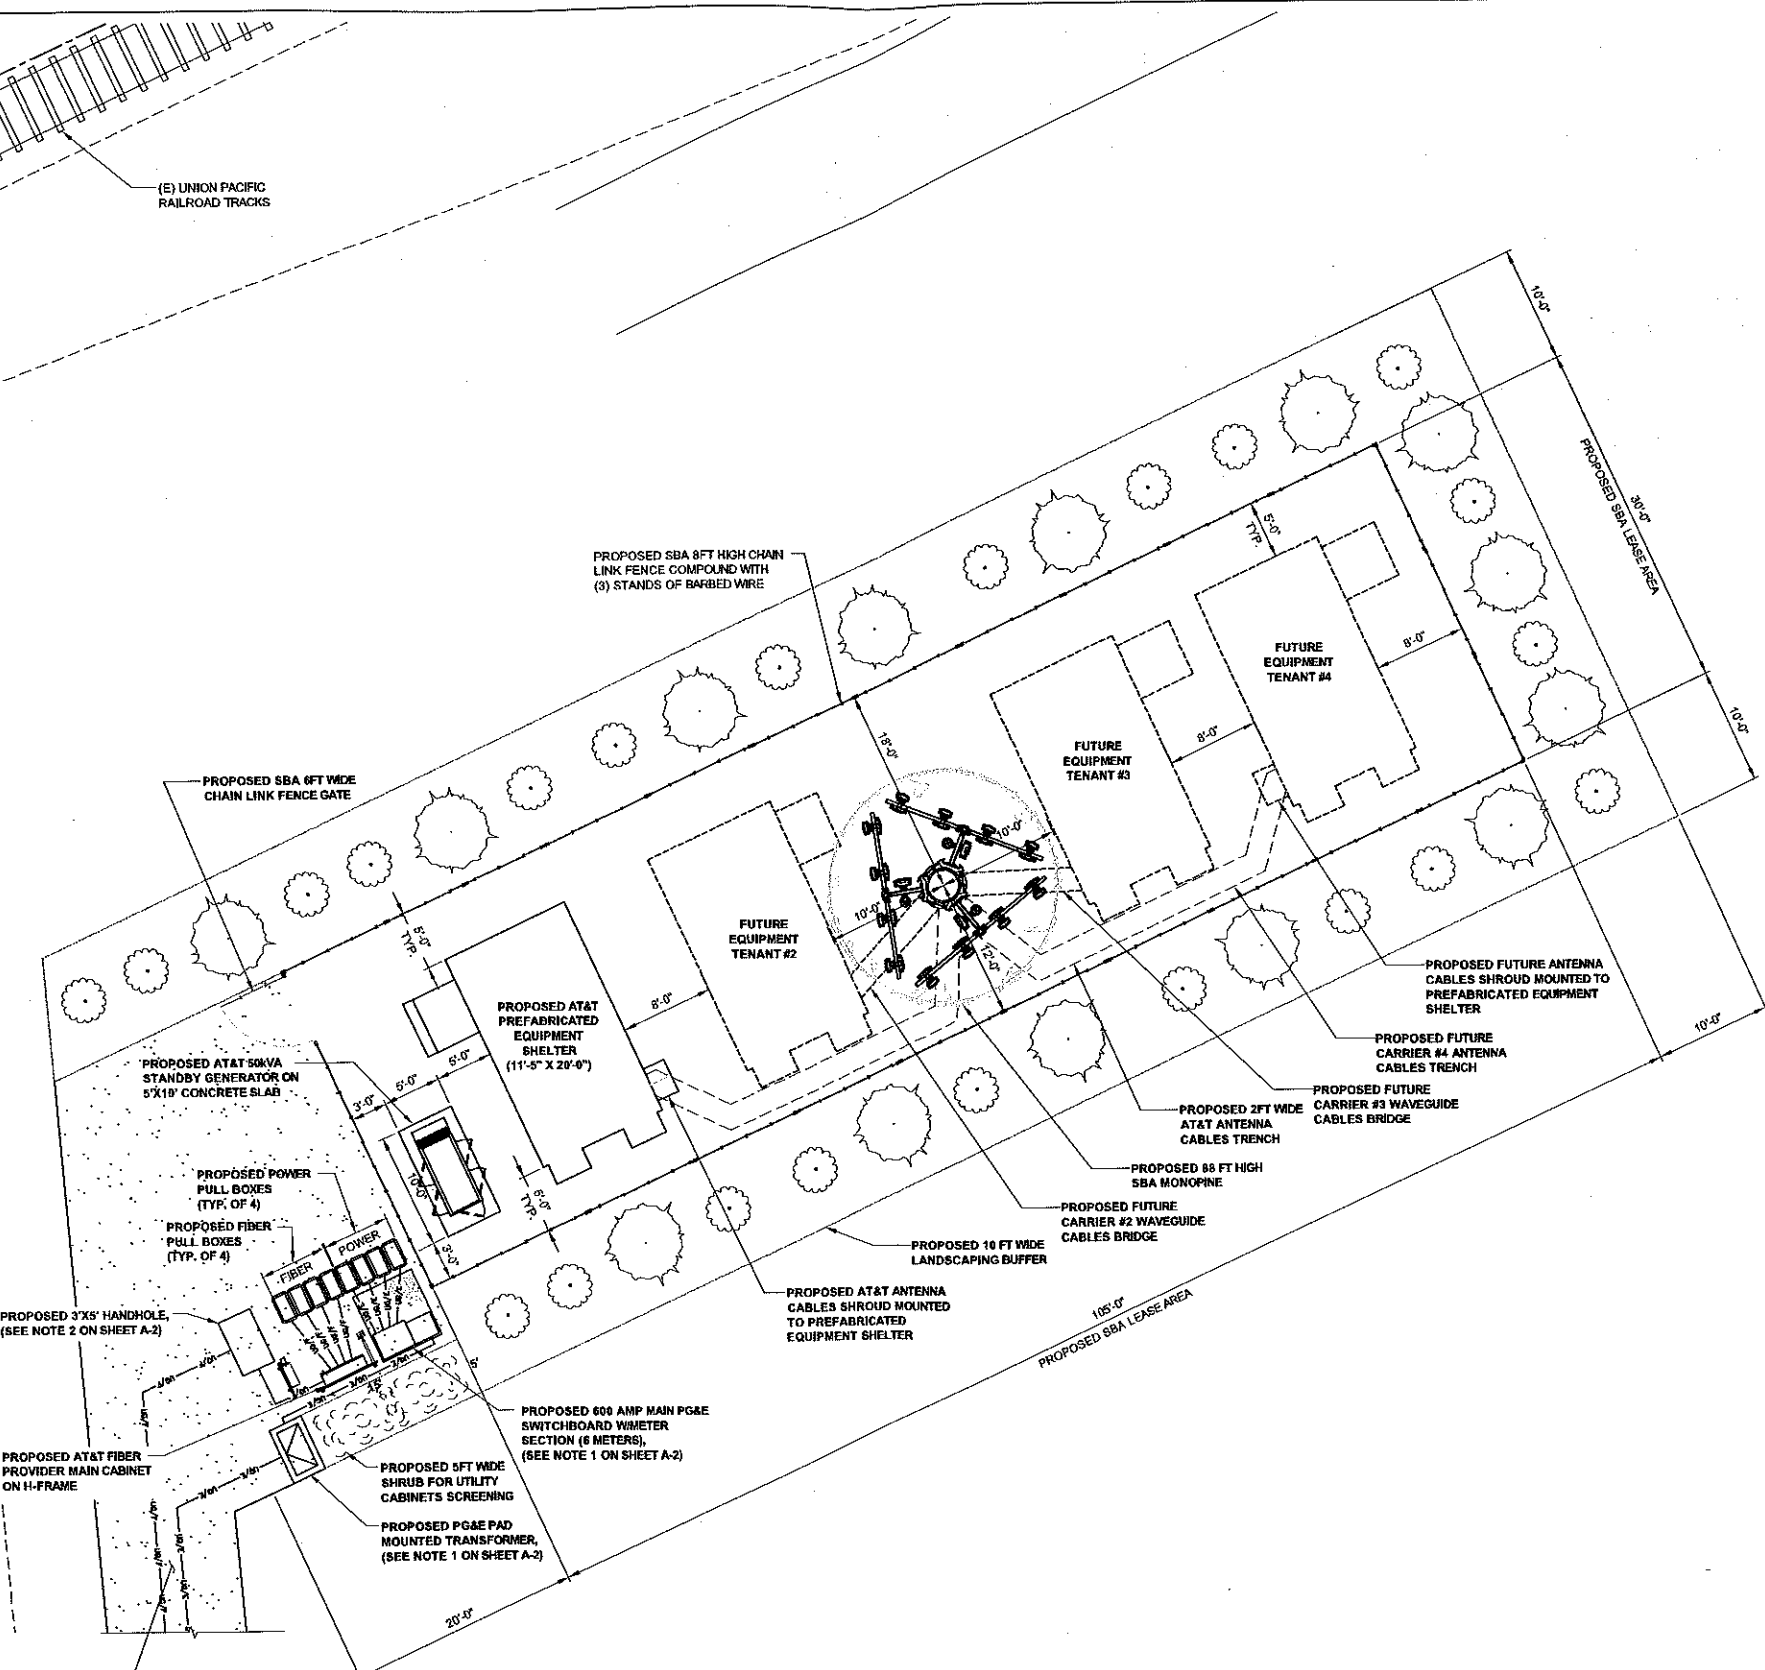 (E) UNION PACIFIC
RAILROAD TRACKS
10'-0"
30'-0"
PROPOSED SBA LEASE AREA
10'-0"
PROPOSED SBA 8FT HIGH CHAIN
LINK FENCE COMPOUND WITH
(3) STANDS OF BARBED WIRE
5'-0"
TYP.
FUTURE
EQUIPMENT
TENANT #4
8'-0"
FUTURE
EQUIPMENT
TENANT #3
8'-0"
18'-0"
PROPOSED SBA 6FT WIDE
CHAIN LINK FENCE GATE
10'-0"
10'-0"
12'-0"
FUTURE
EQUIPMENT
TENANT #2
5'-0"
TYP.
8'-0"
PROPOSED AT&T
PREFABRICATED
EQUIPMENT
SHELTER
(11'-5" X 20'-0")
PROPOSED FUTURE ANTENNA
CABLES SHROUD MOUNTED TO
PREFABRICATED EQUIPMENT
SHELTER
10'-0"
PROPOSED FUTURE
CARRIER #4 ANTENNA
CABLES TRENCH
PROPOSED AT&T 50kVA
STANDBY GENERATOR ON
5'X10' CONCRETE SLAB
5'-0"
5'-0"
3'-0"
PROPOSED FUTURE
CARRIER #3 WAVEGUIDE
CABLES BRIDGE
PROPOSED 2FT WIDE
AT&T ANTENNA
CABLES TRENCH
PROPOSED 88 FT HIGH
SBA MONOPINE
PROPOSED POWER
PULL BOXES
(TYP. OF 4)
10'-0"
5'-0"
TYP.
PROPOSED FUTURE
CARRIER #2 WAVEGUIDE
CABLES BRIDGE
PROPOSED FIBER
PULL BOXES
(TYP. OF 4)
POWER
FIBER
3'-0"
PROPOSED 10 FT WIDE
LANDSCAPING BUFFER
PROPOSED AT&T ANTENNA
CABLES SHROUD MOUNTED
TO PREFABRICATED
EQUIPMENT SHELTER
PROPOSED 3'X5' HANDHOLE,
(SEE NOTE 2 ON SHEET A-2)
105'-0"
PROPOSED SBA LEASE AREA
5'
15'
PROPOSED 600 AMP MAIN PG&E
SWITCHBOARD W/METER
SECTION (6 METERS),
(SEE NOTE 1 ON SHEET A-2)
PROPOSED AT&T FIBER
PROVIDER MAIN CABINET
ON H-FRAME
PROPOSED 5FT WIDE
SHRUB FOR UTILITY
CABINETS SCREENING
PROPOSED PG&E PAD
MOUNTED TRANSFORMER,
(SEE NOTE 1 ON SHEET A-2)
20'-0"